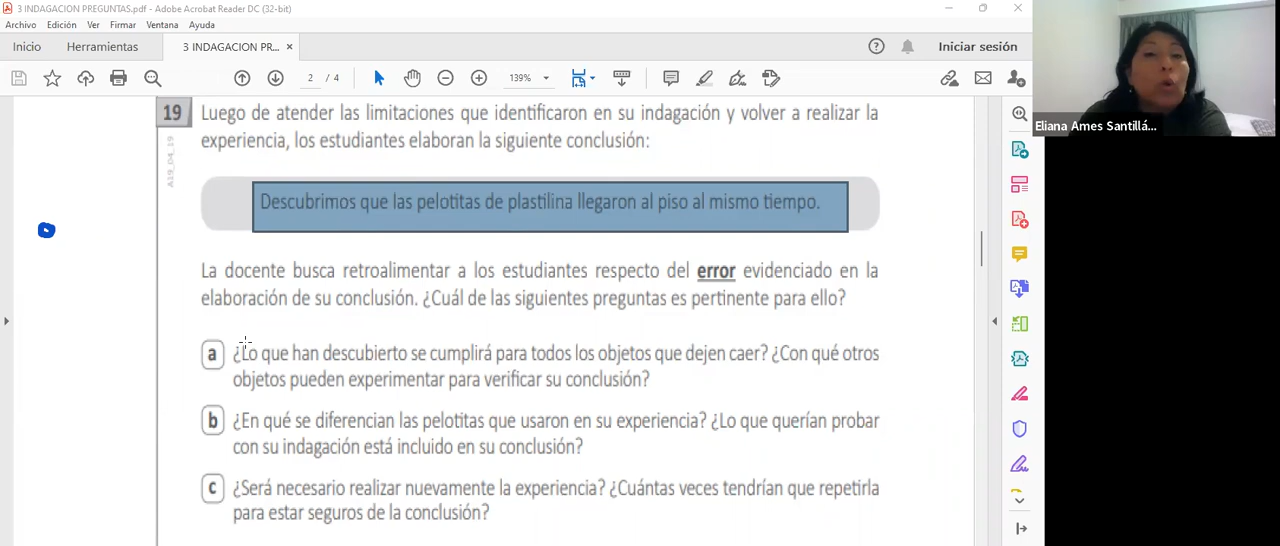 3 INDAGACION PREGUNTAS.pdf - Adobe Acrobat Reader DC (32-bit)
Archivo Edición Ver Firmar Ventana Ayuda
Inicio Herramientas 3 INDAGACION PR... × Iniciar sesión
2 / 4 139%
Eliana Ames Santillá...
19 Luego de atender las limitaciones que identificaron en su indagación y volver a realizar la
experiencia, los estudiantes elaboran la siguiente conclusión:
A19_D4_19
Descubrimos que las pelotitas de plastilina llegaron al piso al mismo tiempo.
La docente busca retroalimentar a los estudiantes respecto del error evidenciado en la
elaboración de su conclusión. ¿Cuál de las siguientes preguntas es pertinente para ello?
a ¿Lo que han descubierto se cumplirá para todos los objetos que dejen caer? ¿Con qué otros
objetos pueden experimentar para verificar su conclusión?
b ¿En qué se diferencian las pelotitas que usaron en su experiencia? ¿Lo que querían probar
con su indagación está incluido en su conclusión?
c ¿Será necesario realizar nuevamente la experiencia? ¿Cuántas veces tendrían que repetirla
para estar seguros de la conclusión?